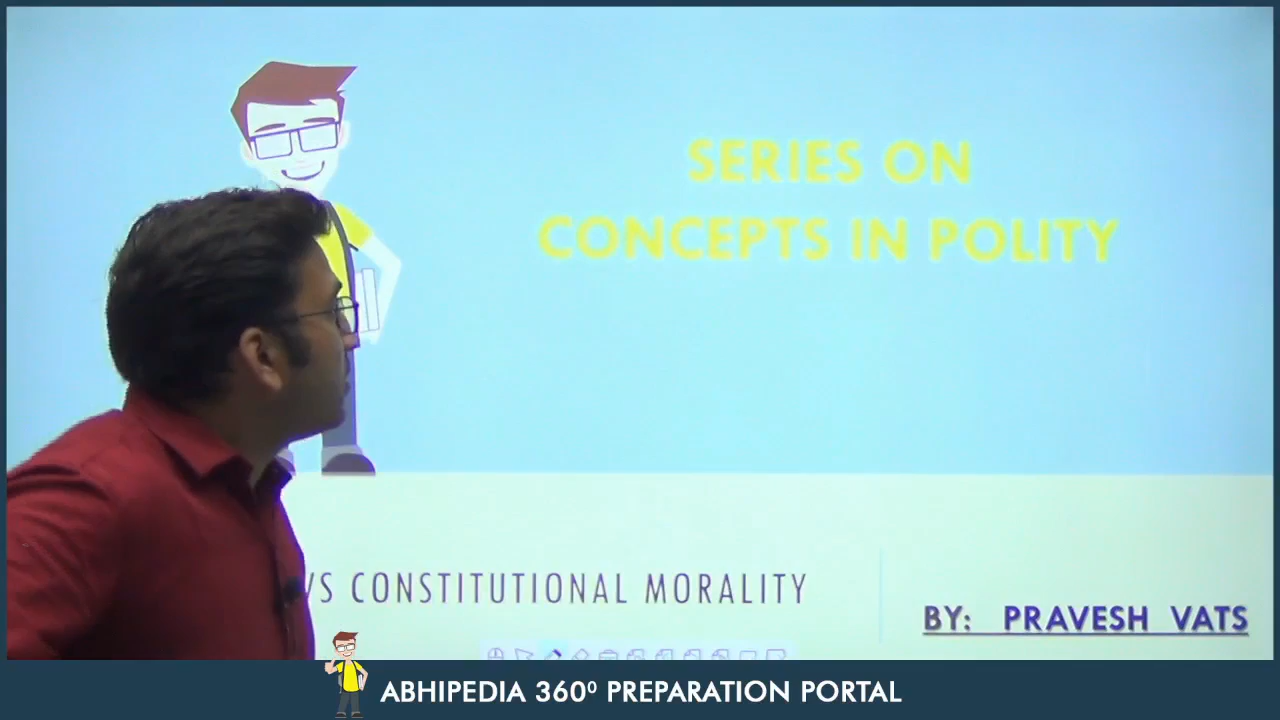 SERIES ON
CONCEPTS IN POLITY
VS CONSTITUTIONAL MORALITY
BY: PRAVESH VATS
ABHIPEDIA 360⁰ PREPARATION PORTAL